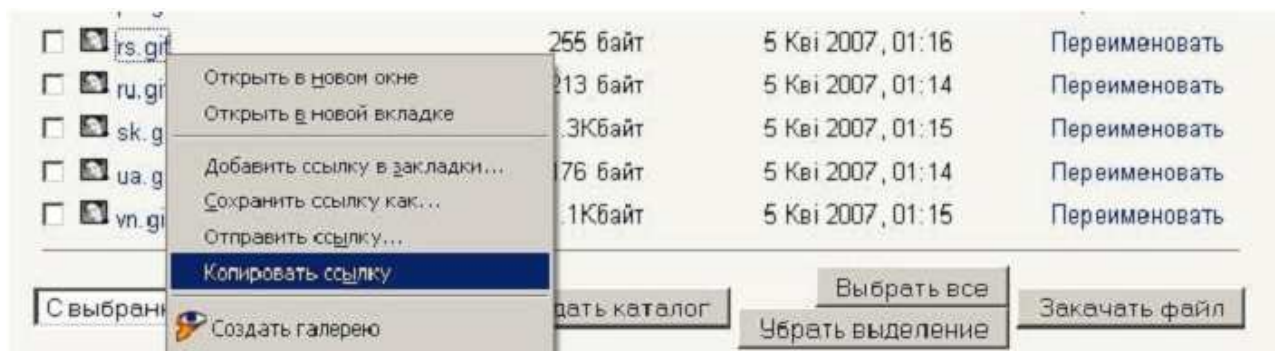 rs.gif 255 байт 5 Кві 2007, 01:16 Переименовать
Открыть в новом окне
ru.gif 213 байт 5 Кві 2007, 01:14 Переименовать
Открыть в новой вкладке
sk.g .3Кбайт 5 Кві 2007, 01:15 Переименовать
Добавить ссылку в закладки...
ua.g 176 байт 5 Кві 2007, 01:14 Переименовать
Сохранить ссылку как...
vn.gi .1Кбайт 5 Кві 2007, 01:15 Переименовать
Отправить ссылку...
Копировать ссылку
Выбрать все
С выбранн дать каталог Закачать файл
Создать галерею
Убрать выделение